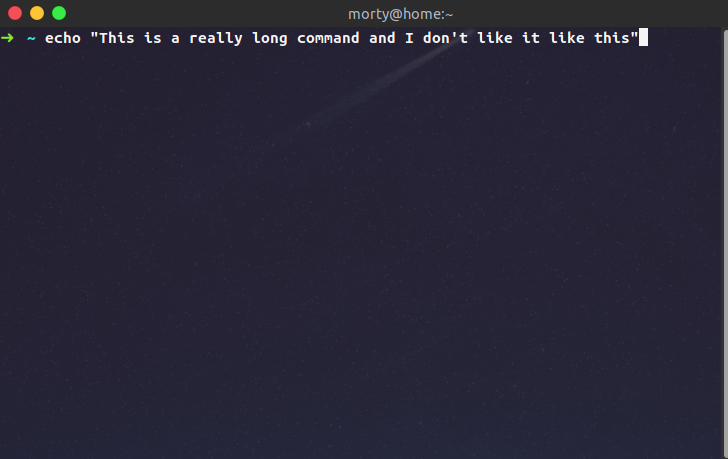 morty@home:~
➜ ~ echo "This is a really long command and I don't like it like this"